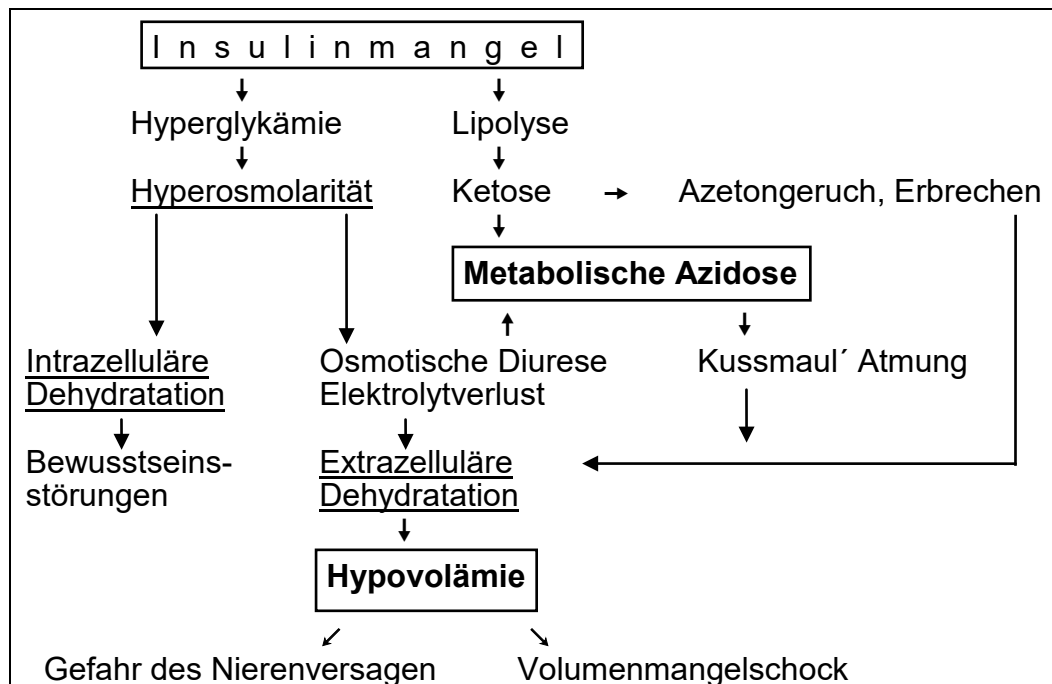 Insulinmangel
Hyperglykämie Lipolyse
Hyperosmolarität Ketose Azetongeruch, Erbrechen
Metabolische Azidose
Intrazelluläre Osmotische Diurese Kussmaul´ Atmung
Dehydratation Elektrolytverlust
Bewusstseins- Extrazelluläre
störungen Dehydratation
Hypovolämie
Gefahr des Nierenversagen Volumenmangelschock